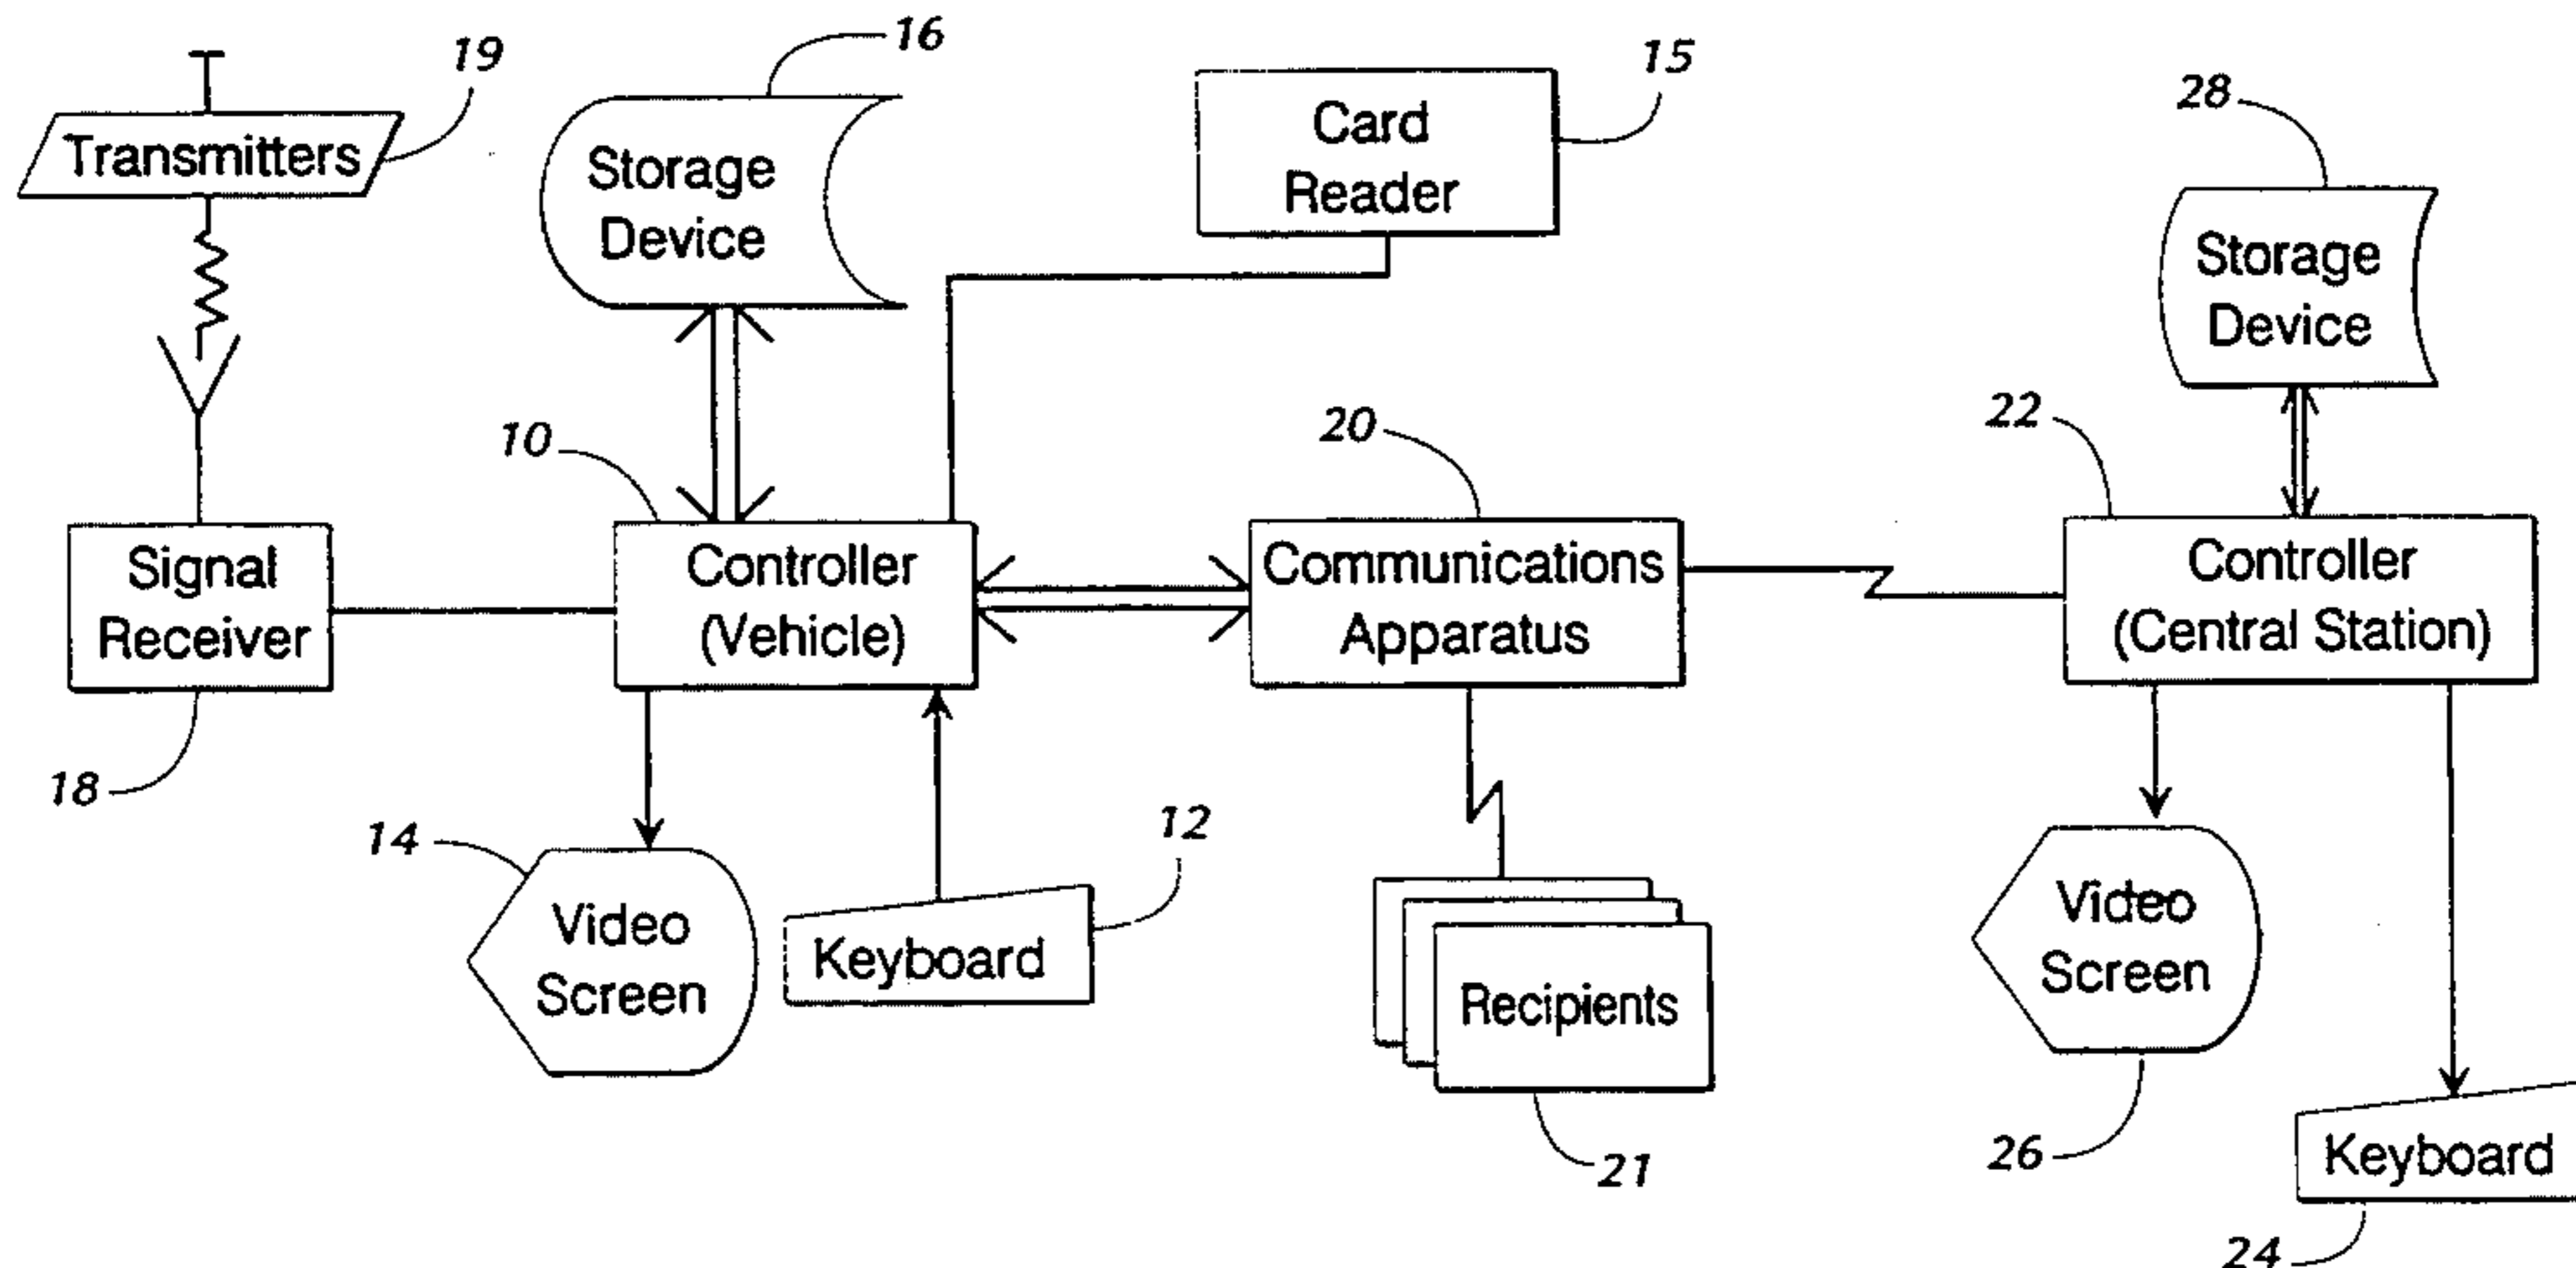 19
Transmitters
16
Storage
Device
15
Card
Reader
28
Storage
Device
10
20
22
Signal
Receiver
18
Controller
(Vehicle)
Communications
Apparatus
Controller
(Central Station)
14
Video
Screen
12
Keyboard
Recipients
21
Video
Screen
26
Keyboard
24